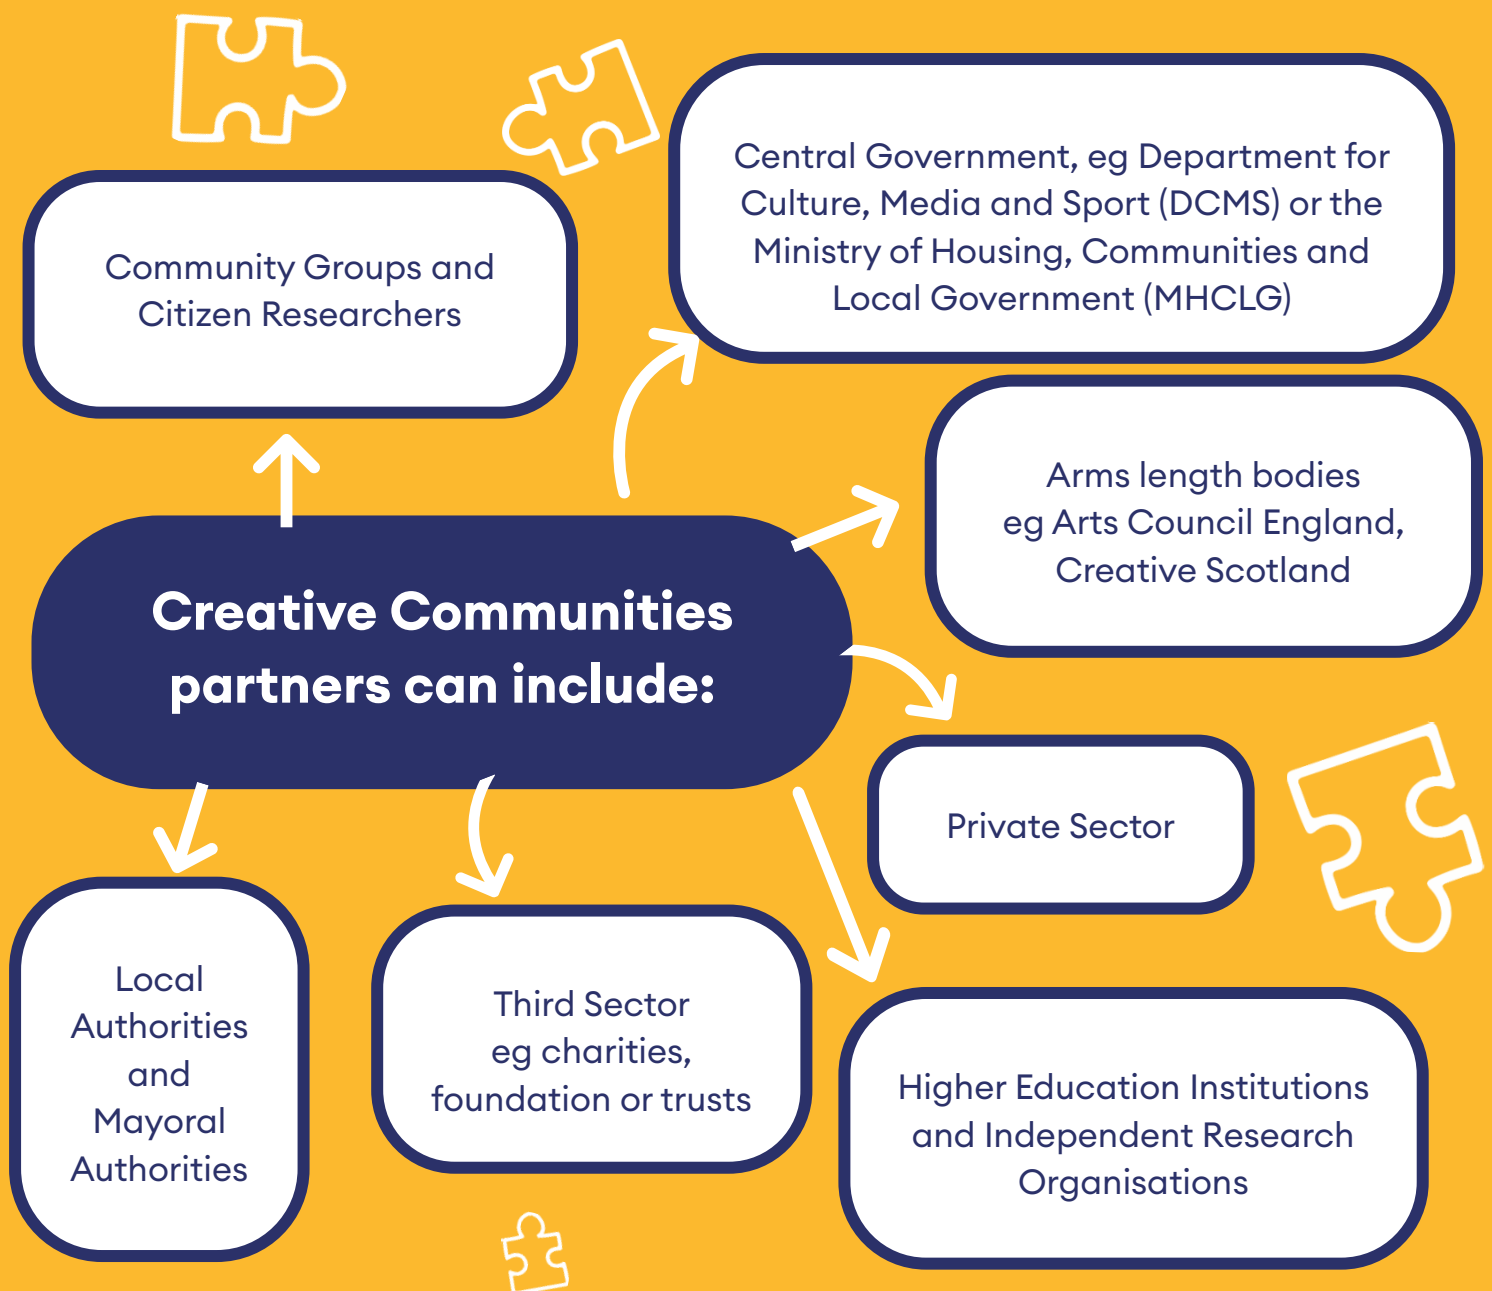 Central Government, eg Department for
Culture, Media and Sport (DCMS) or the
Ministry of Housing, Communities and
Local Government (MHCLG)
Community Groups and
Citizen Researchers
Arms length bodies
eg Arts Council England,
Creative Scotland
Creative Communities
partners can include:
Private Sector
Local
Authorities
and
Mayoral
Authorities
Third Sector
eg charities,
foundation or trusts
Higher Education Institutions
and Independent Research
Organisations